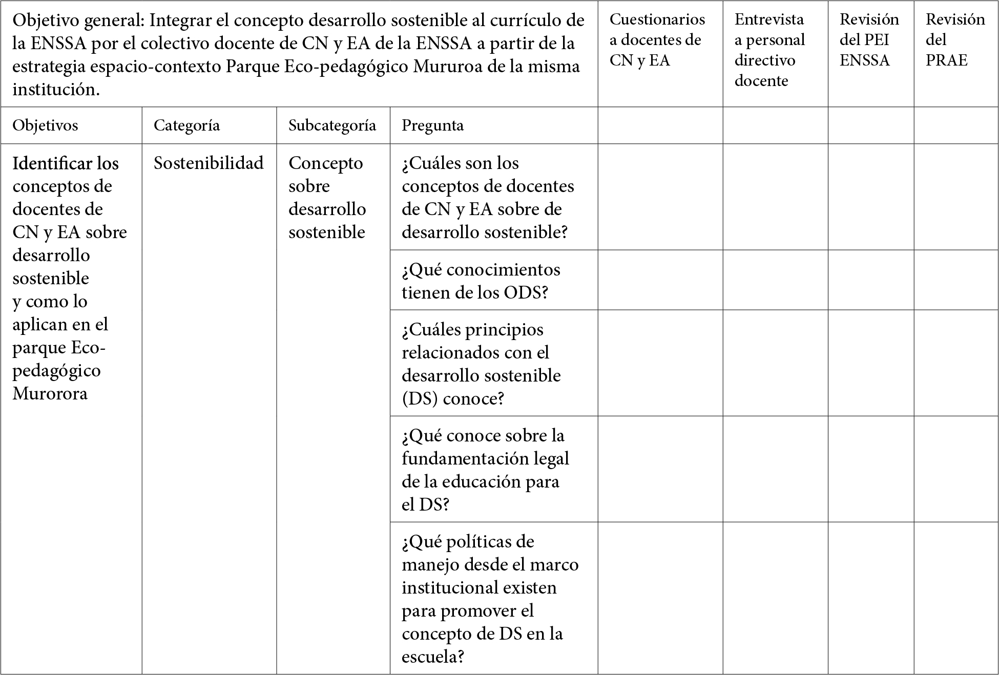 Objetivo general: Integrar el concepto desarrollo sostenible al currículo de
la ENSSA por el colectivo docente de CN y EA de la ENSSA a partir de la
estrategia espacio-contexto Parque Eco-pedagógico Mururoa de la misma
institución.
Cuestionarios
a docentes de
CN y EA
Entrevista
a personal
directivo
docente
Revisión
del PEI
ENSSA
Revisión
del
PRAE
Objetivos
Categoría
Subcategoría
Pregunta
Identificar los
conceptos de
docentes de
CN y EA sobre
desarrollo
sostenible
y como lo
aplican en el
parque Eco-
pedagógico
Murorora
Sostenibilidad
Concepto
sobre
desarrollo
sostenible
¿Cuáles son los
conceptos de docentes
de CN y EA sobre de
desarrollo sostenible?
¿Qué conocimientos
tienen de los ODS?
¿Cuáles principios
relacionados con el
desarrollo sostenible
(DS) conoce?
¿Qué conoce sobre la
fundamentación legal
de la educación para
el DS?
¿Qué políticas de
manejo desde el marco
institucional existen
para promover el
concepto de DS en la
escuela?